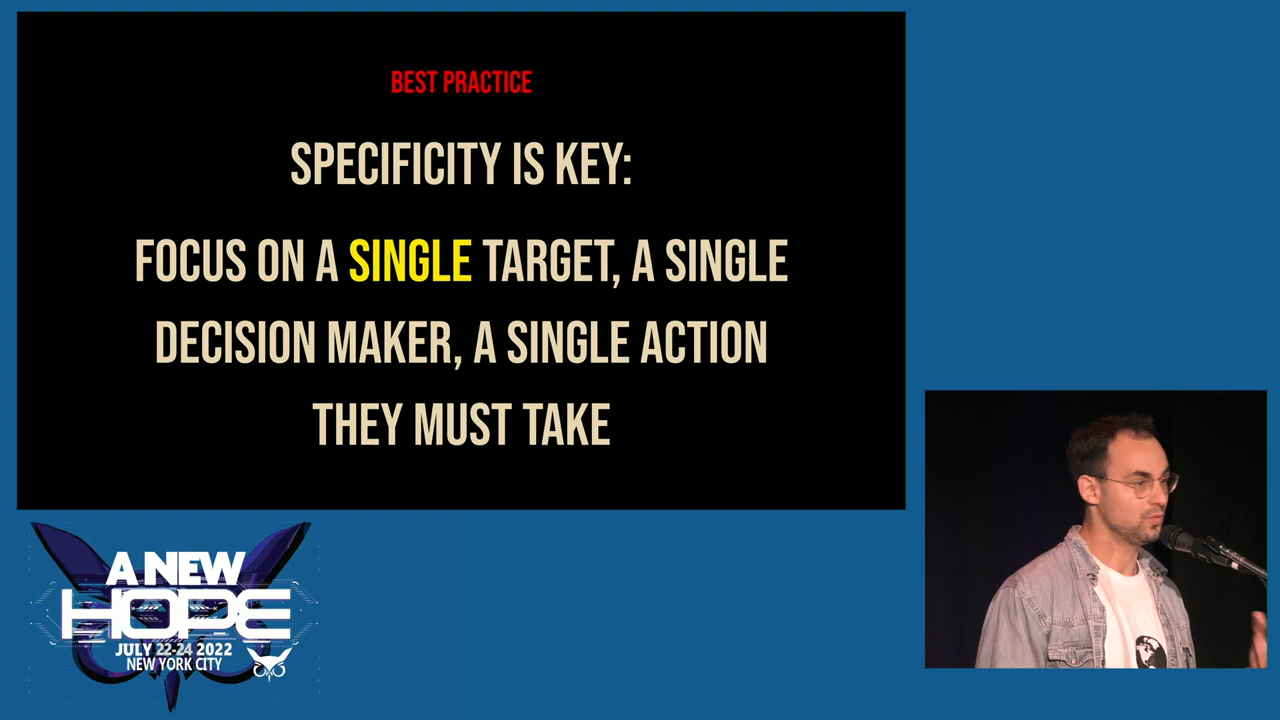 BEST PRACTICE
SPECIFICITY IS KEY:
FOCUS ON A SINGLE TARGET, A SINGLE
DECISION MAKER, A SINGLE ACTION
THEY MUST TAKE
A NEW
HOPE
JULY 22-24 2022
NEW YORK CITY